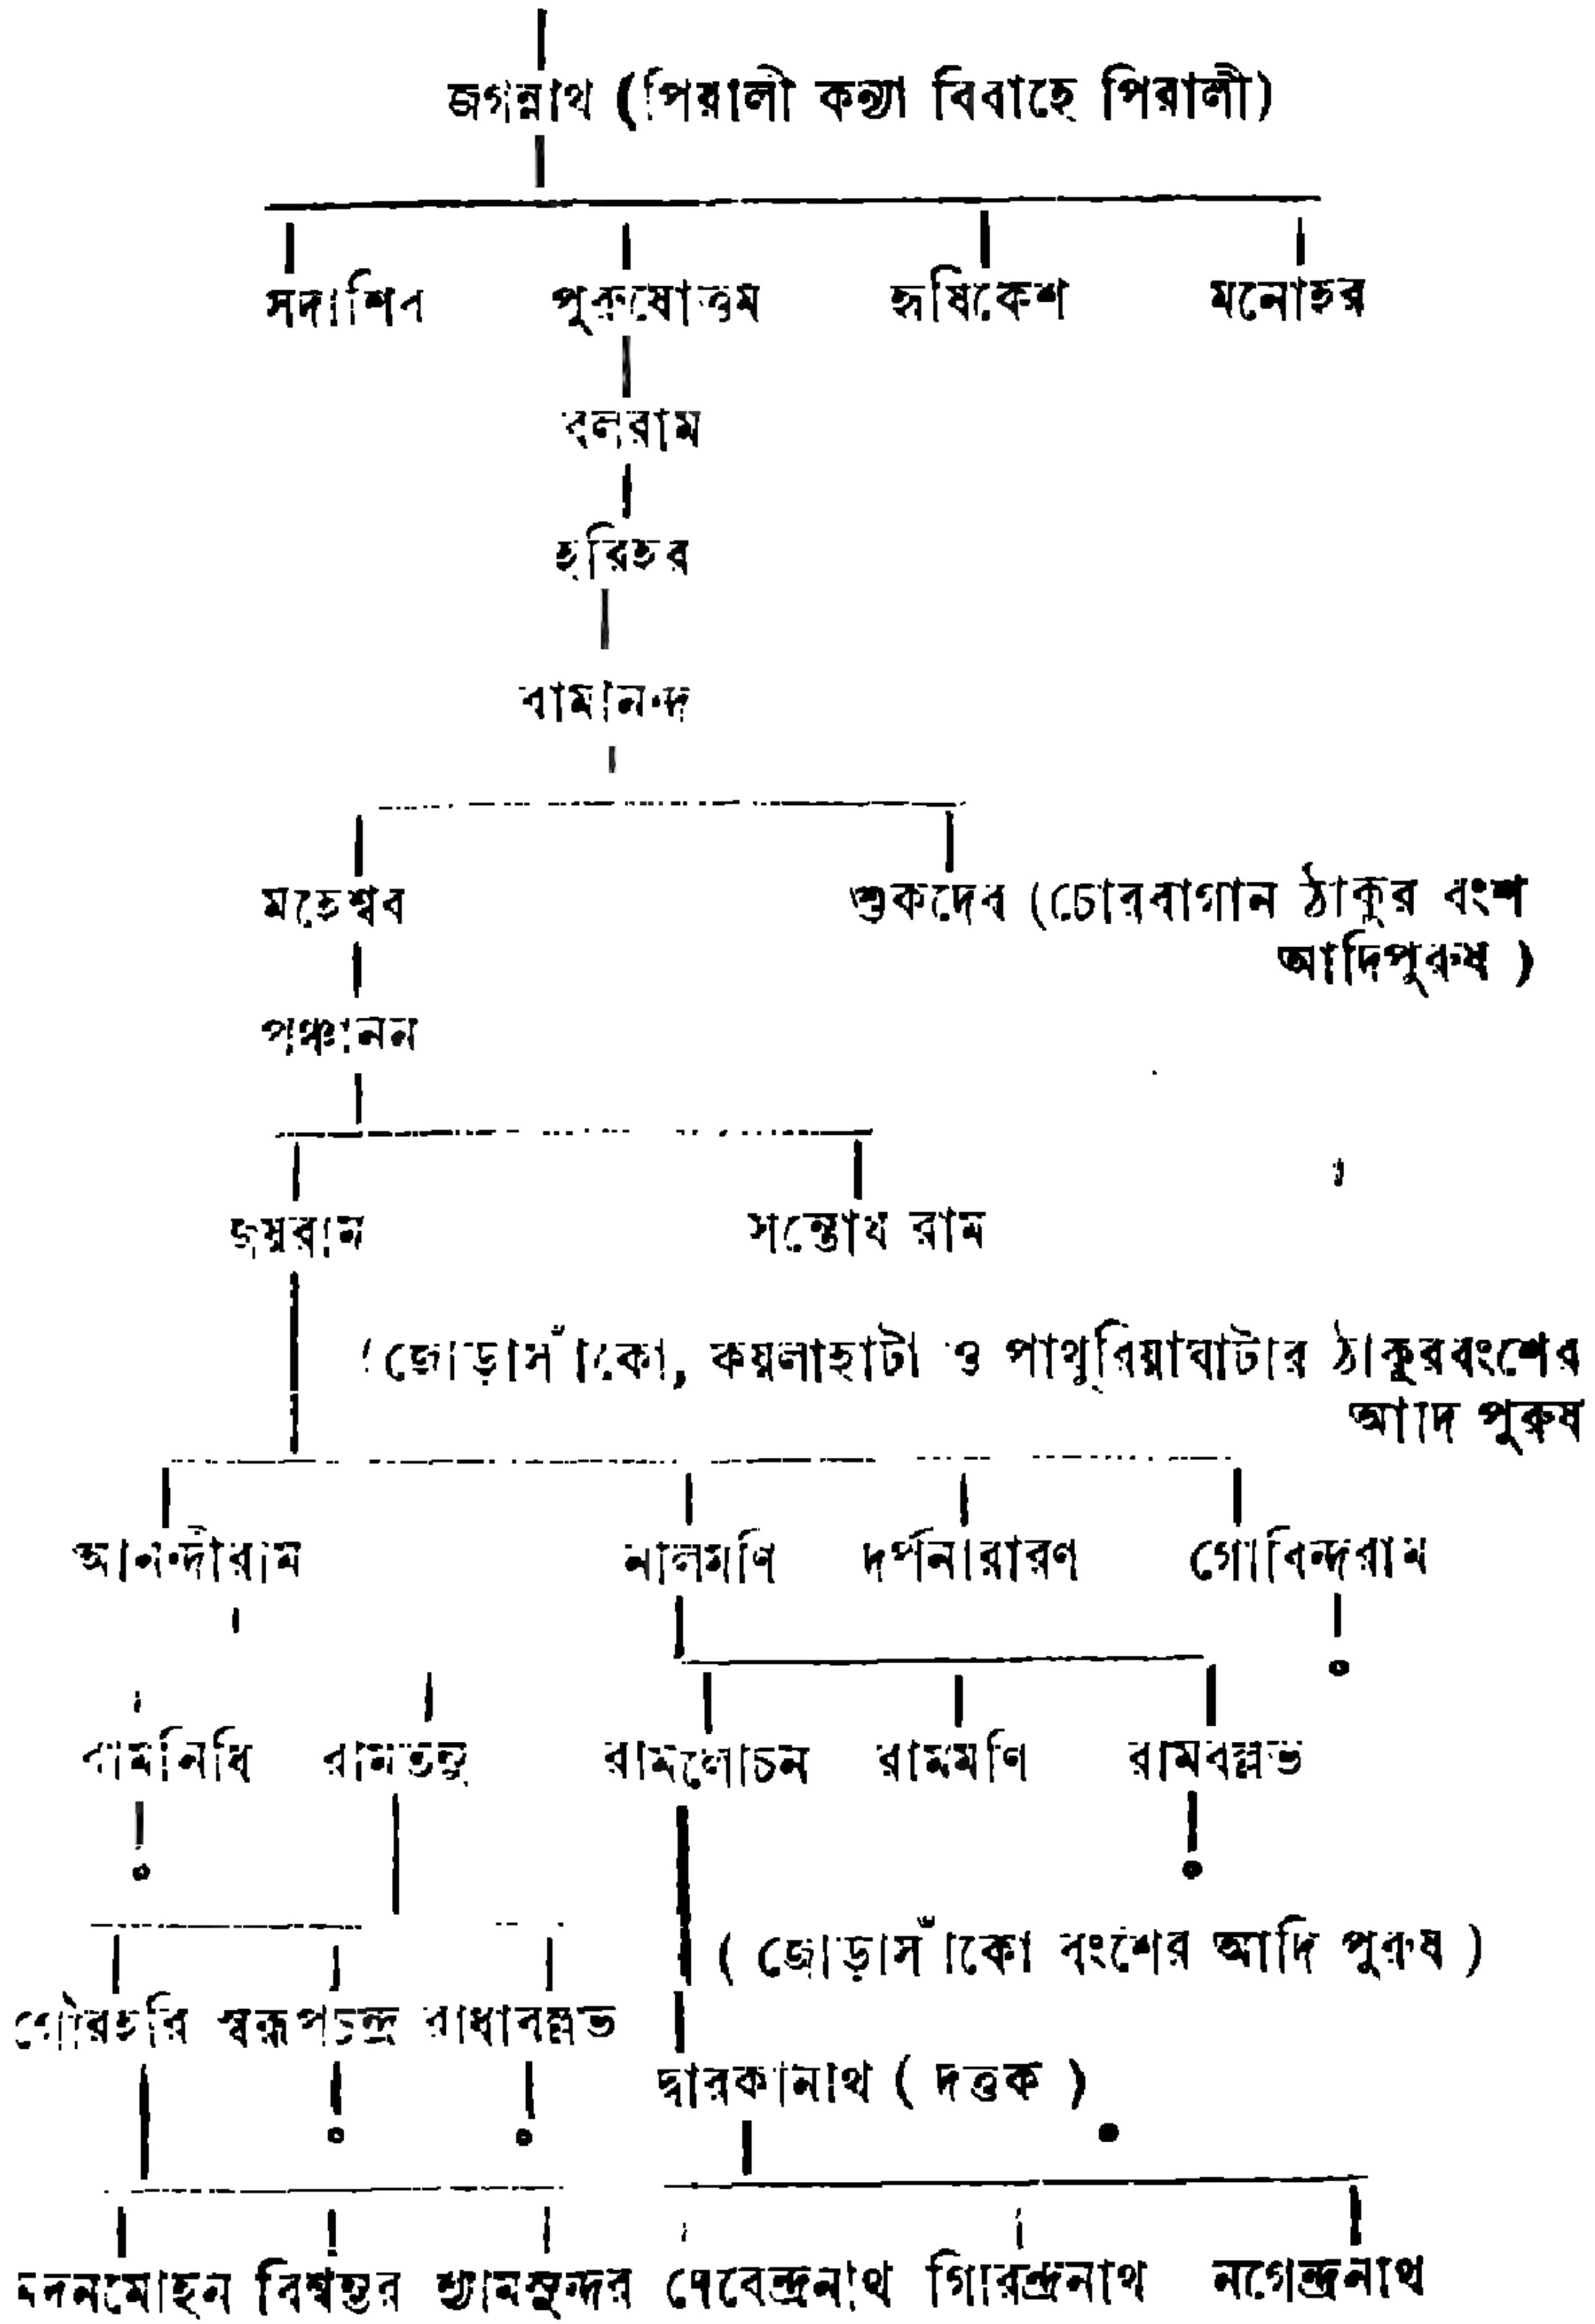 জগন্নাথ (পিরালী কন্যা বিবাহে পিরালী)
সদাশিব পুরুষোত্তম হৃষিকেশ মনোহর
বলরাম
হরিহর
রামানন্দ
মহেশ্বর শুকদেব (চোরবাগান ঠাকুর বংশ
আদিপুরুষ )
পঞ্চানন
জয়রাম সন্তোষ রাম
(জোড়াসাঁকো, কয়লাহাটা ও পাথুরিয়াঘাটার ঠাকুরবংশের
আদি পুরুষ
আনন্দীরাম নীলমণি দর্পনারারণ গোবিন্দরাম
রামনিধি রামতনু রামলোচন রামমণি রামবল্লভ
( জোড়াসাঁকো বংশের আদি পুরুষ )
গৌরহরি স্বরূপচন্দ্র রাধাবল্লভ
দ্বারকানাথ ( দত্তক )
মদনমোহন বিশ্বম্ভর শ্যামসুন্দর দেবেন্দ্রনাথ গিরিন্দ্রনাথ নগেন্দ্রনাথ